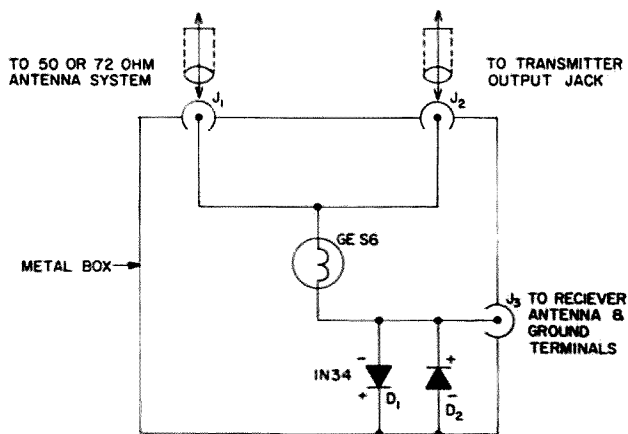 TO 50 OR 72 OHM
ANTENNA SYSTEM
J1
TO TRANSMITTER
OUTPUT JACK
J2
GE S6
METAL BOX
J3 TO RECIEVER
ANTENNA &
GROUND
TERMINALS
1N34
-
+
D1
+
-
D2